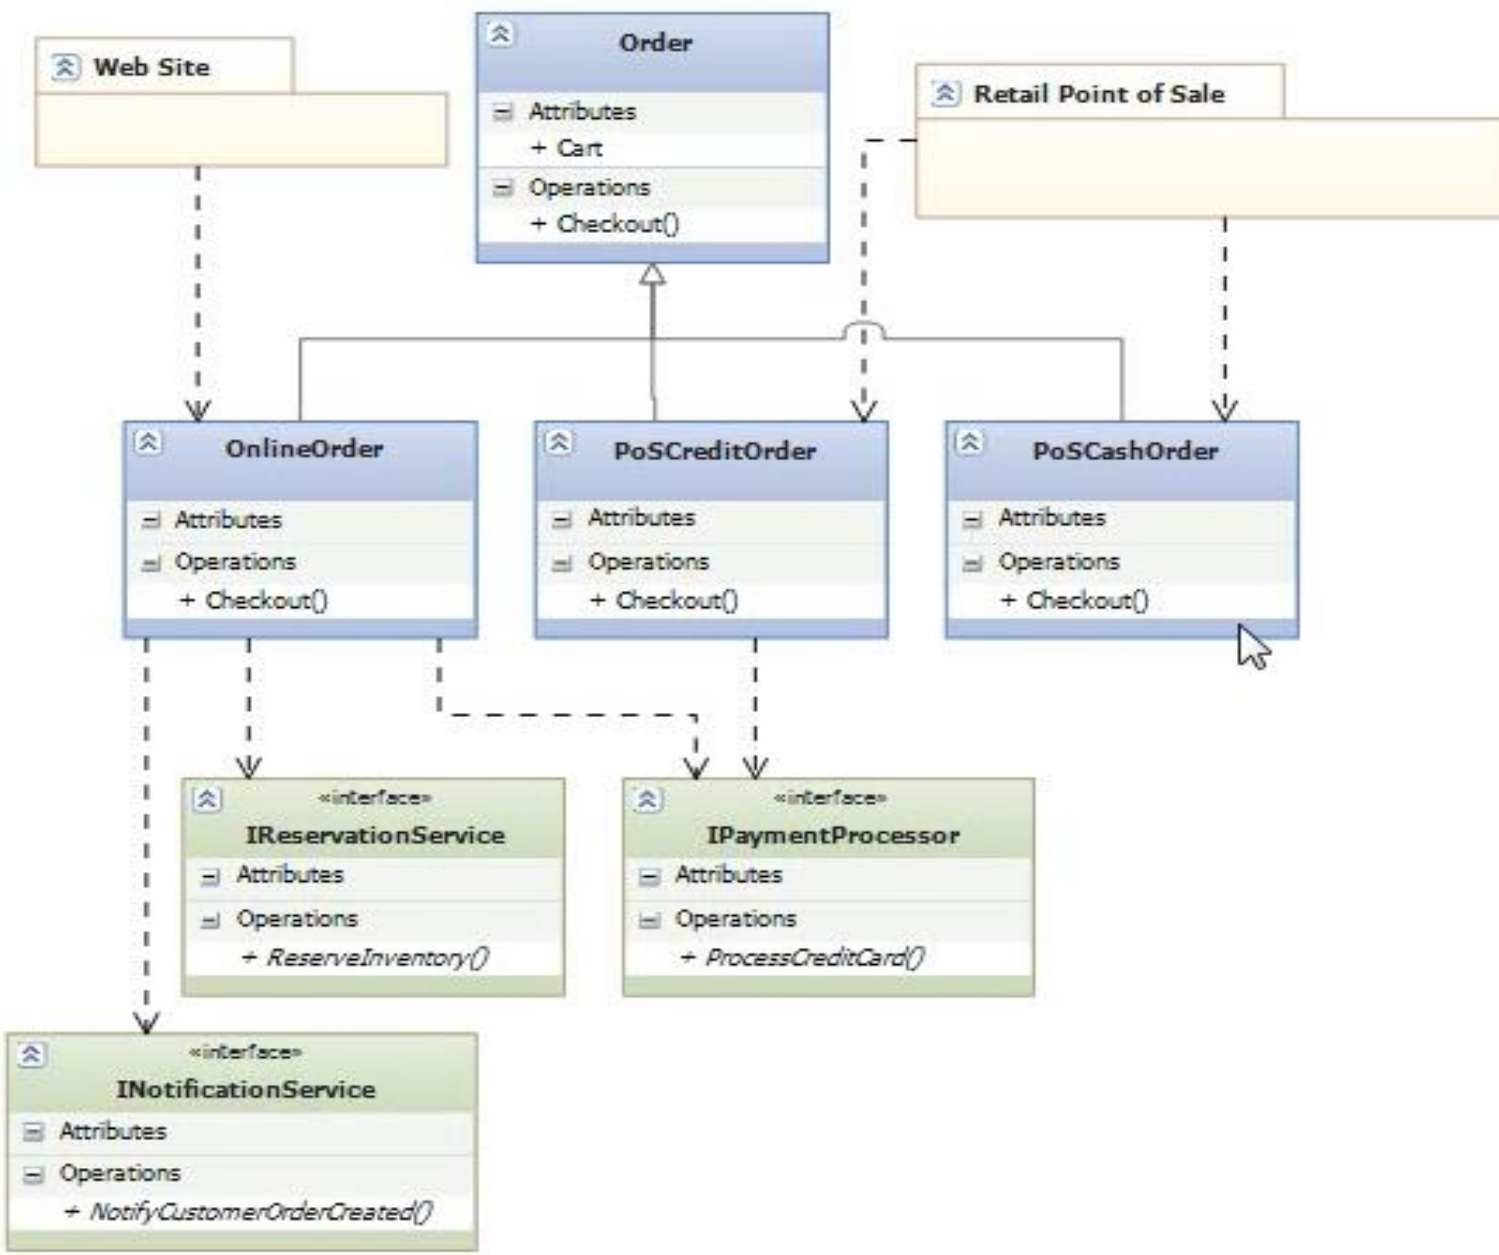 Web Site
Order
Attributes
+ Cart
Operations
+ Checkout()
Retail Point of Sale
OnlineOrder
Attributes
Operations
+ Checkout()
PoSCreditOrder
Attributes
Operations
+ Checkout()
PoSCashOrder
Attributes
Operations
+ Checkout()
«interface»
IReservationService
Attributes
Operations
+ ReserveInventory()
«interface»
IPaymentProcessor
Attributes
Operations
+ ProcessCreditCard()
«interface»
INotificationService
Attributes
Operations
+ NotifyCustomerOrderCreated()